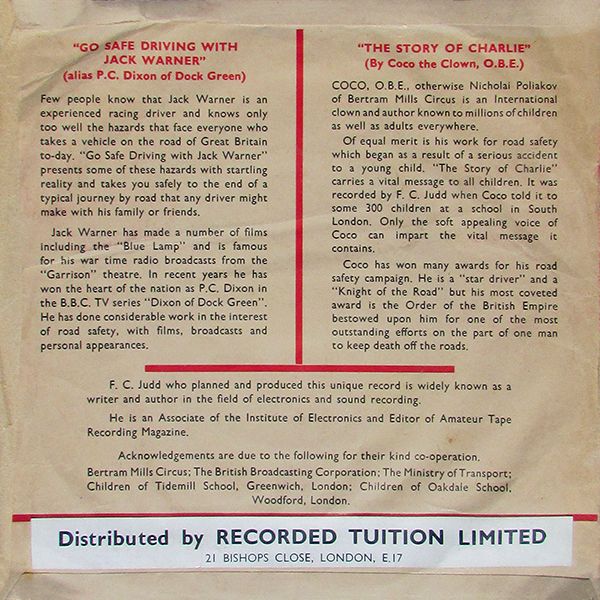 "GO SAFE DRIVING WITH
JACK WARNER"
(alias P.C. Dixon of Dock Green)
Few people know that Jack Warner is an
experienced racing driver and knows only
too well the hazards that face everyone who
takes a vehicle on the road of Great Britain
to-day. "Go Safe Driving with Jack Warner"
presents some of these hazards with startling
reality and takes you safely to the end of a
typical journey by road that any driver might
make with his family or friends.
Jack Warner has made a number of films
including the "Blue Lamp" and is famous
for his war time radio broadcasts from the
"Garrison" theatre. In recent years he has
won the heart of the nation as P.C. Dixon in
the B.B.C. TV series "Dixon of Dock Green".
He has done considerable work in the interest
of road safety, with films, broadcasts and
personal appearances.
"THE STORY OF CHARLIE"
(By Coco the Clown, O.B.E.)
COCO, O.B.E., otherwise Nicholai Poliakov
of Bertram Mills Circus is an International
clown and author known to millions of children
as well as adults everywhere.
Of equal merit is his work for road safety
which began as a result of a serious accident
to a young child. "The Story of Charlie"
carries a vital message to all children. It was
recorded by F. C. Judd when Coco told it to
some 300 children at a school in South
London. Only the soft appealing voice of
Coco can impart the vital message it
contains.
Coco has won many awards for his road
safety campaign. He is a "star driver" and a
"Knight of the Road" but his most coveted
award is the Order of the British Empire
bestowed upon him for one of the most
outstanding efforts on the part of one man
to keep death off the roads.
F. C. Judd who planned and produced this unique record is widely known as a
writer and author in the field of electronics and sound recording.
He is an Associate of the Institute of Electronics and Editor of Amateur Tape
Recording Magazine.
Acknowledgements are due to the following for their kind co-operation.
Bertram Mills Circus; The British Broadcasting Corporation; The Ministry of Transport;
Children of Tidemill School, Greenwich, London; Children of Oakdale School,
Woodford, London.
Distributed by RECORDED TUITION LIMITED
21 BISHOPS CLOSE, LONDON, E.17